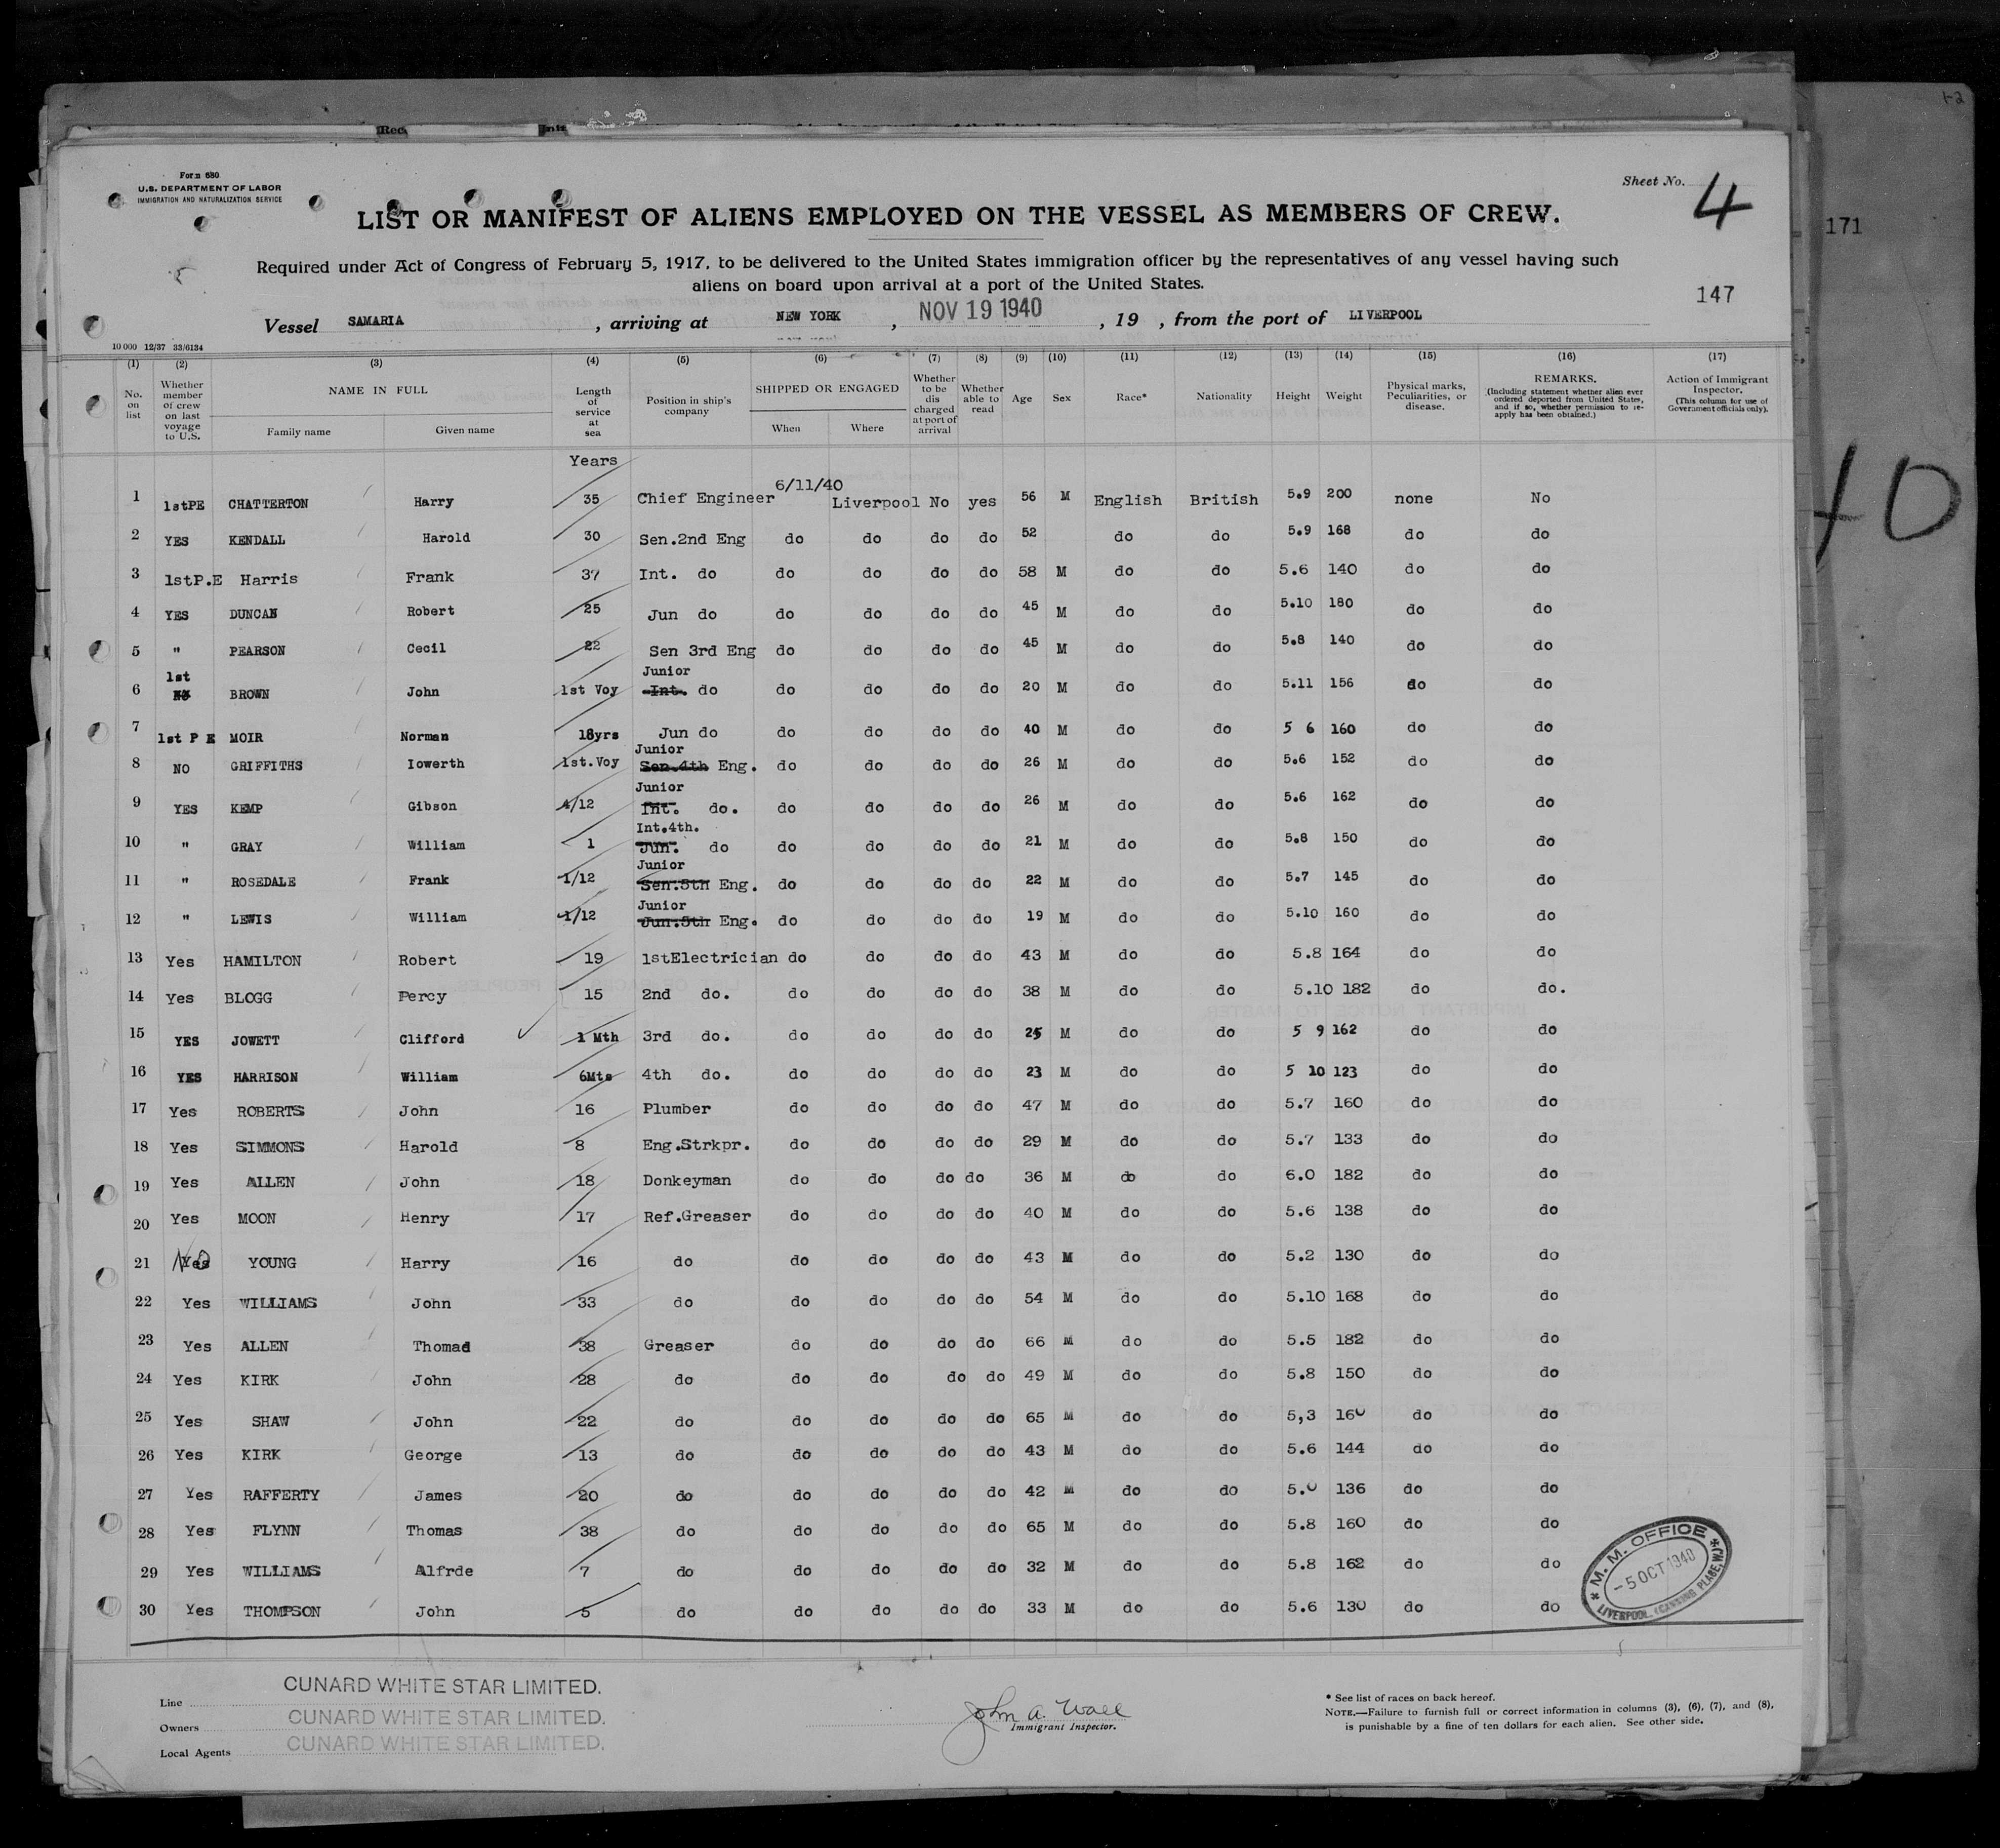 Form 680
U.S. DEPARTMENT OF LABOR
IMMIGRATION AND NATURALIZATION SERVICE
Sheet No. 4
171
LIST OR MANIFEST OF ALIENS EMPLOYED ON THE VESSEL AS MEMBERS OF CREW.
Required under Act of Congress of February 5, 1917, to be delivered to the United States immigration officer by the representatives of any vessel having such
aliens on board upon arrival at a port of the United States.
147
Vessel SAMARIA , arriving at NEW YORK , NOV 19 1940 , 19 , from the port of LIVERPOOL
10 000 12/37 33/6134
(1) (2) (3) (4) (5) (6) (7) (8) (9) (10) (11) (12) (13) (14) (15) (16) (17)
No. on list
Whether member of crew on last voyage to U.S.
NAME IN FULL
Family name
Given name
Length of service at sea
Position in ship's company
SHIPPED OR ENGAGED
When
Where
Whether to be dis charged at port of arrival
Whether able to read
Age
Sex
Race*
Nationality
Height
Weight
Physical marks, Peculiarities, or disease.
REMARKS.
(Including statement whether alien ever ordered deported from United States, and if so, whether permission to re-apply has been obtained.)
Action of Immigrant Inspector.
(This column for use of Government officials only).
Years
1 1stPE CHATTERTON Harry 35 Chief Engineer 6/11/40 Liverpool No yes 56 M English British 5.9 200 none No
2 YES KENDALL Harold 30 Sen.2nd Eng do do do do 52 do do 5.9 168 do do
3 1stP.E Harris Frank 37 Int. do do do do do 58 M do do 5.6 140 do do
4 YES DUNCAN Robert 25 Jun do do do do do 45 M do do 5.10 180 do do
5 " PEARSON Cecil 22 Sen 3rd Eng do do do do 45 M do do 5.8 140 do do
6 1st BROWN John 1st Voy Junior Int. do do do do do 20 M do do 5.11 156 do do
7 1st P E MOIR Norman 18yrs Jun do do do do do 40 M do do 5 6 160 do do
8 NO GRIFFITHS Iowerth 1st.Voy Junior Sen.4th Eng. do do do do 26 M do do 5.6 152 do do
9 YES KEMP Gibson 4/12 Junior Int. do. do do do do 26 M do do 5.6 162 do do
10 " GRAY William 1 Int.4th. Jun. do do do do do 21 M do do 5.8 150 do do
11 " ROSEDALE Frank 1/12 Junior Sen.5th Eng. do do do do 22 M do do 5.7 145 do do
12 " LEWIS William 1/12 Junior Jun.5th Eng. do do do do 19 M do do 5.10 160 do do
13 Yes HAMILTON Robert 19 1stElectrician do do do do 43 M do do 5.8 164 do do
14 Yes BLOGG Percy 15 2nd do. do do do do 38 M do do 5.10 182 do do.
15 YES JOWETT Clifford 1 Mth 3rd do. do do do do 25 M do do 5 9 162 do do
16 YES HARRISON William 6Mts 4th do. do do do do 23 M do do 5 10 123 do do
17 Yes ROBERTS John 16 Plumber do do do do 47 M do do 5.7 160 do do
18 Yes SIMMONS Harold 8 Eng.Strkpr. do do do do 29 M do do 5.7 133 do do
19 Yes ALLEN John 18 Donkeyman do do do do 36 M do do 6.0 182 do do
20 Yes MOON Henry 17 Ref.Greaser do do do do 40 M do do 5.6 138 do do
21 No YOUNG Harry 16 do do do do do 43 M do do 5.2 130 do do
22 Yes WILLIAMS John 33 do do do do do 54 M do do 5.10 168 do do
23 Yes ALLEN Thomad 38 Greaser do do do do 66 M do do 5.5 182 do do
24 Yes KIRK John 28 do do do do do 49 M do do 5.8 150 do do
25 Yes SHAW John 22 do do do do do 65 M do do 5,3 160 do do
26 Yes KIRK George 13 do do do do do 43 M do do 5.6 144 do do
27 Yes RAFFERTY James 20 do do do do do 42 M do do 5.0 136 do do
28 Yes FLYNN Thomas 38 do do do do do 65 M do do 5.8 160 do do
29 Yes WILLIAMS Alfrde 7 do do do do do 32 M do do 5.8 162 do do
30 Yes THOMPSON John 5 do do do do do 33 M do do 5.6 130 do do
M. M. OFFICE
-5 OCT 1940
LIVERPOOL. (CANNING PLACE, W.)
Line CUNARD WHITE STAR LIMITED.
Owners CUNARD WHITE STAR LIMITED.
Local Agents CUNARD WHITE STAR LIMITED.
John A. Wall
Immigrant Inspector.
* See list of races on back hereof.
NOTE.—Failure to furnish full or correct information in columns (3), (6), (7), and (8),
is punishable by a fine of ten dollars for each alien. See other side.